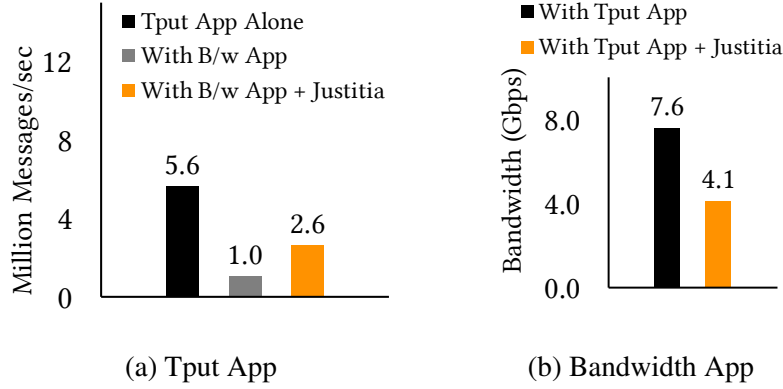 Tput App Alone
With B/w App
With B/w App + Justitia
Million Messages/sec
12
8
4
0
5.6
1.0
2.6
(a) Tput App
With Tput App
With Tput App + Justitia
Bandwidth (Gbps)
8.0
4.0
0.0
7.6
4.1
(b) Bandwidth App